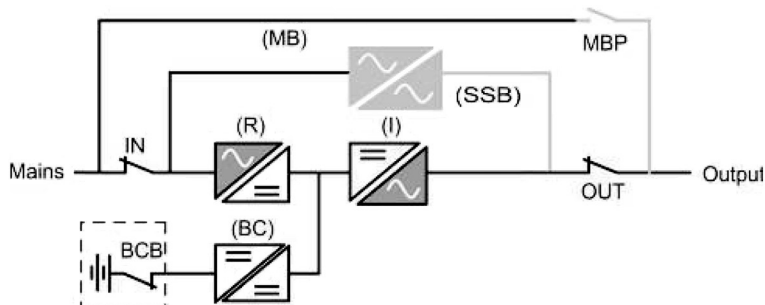 (MB)
MBP
(SSB)
IN
(R)
(I)
Mains
OUT
Output
BCB
(BC)